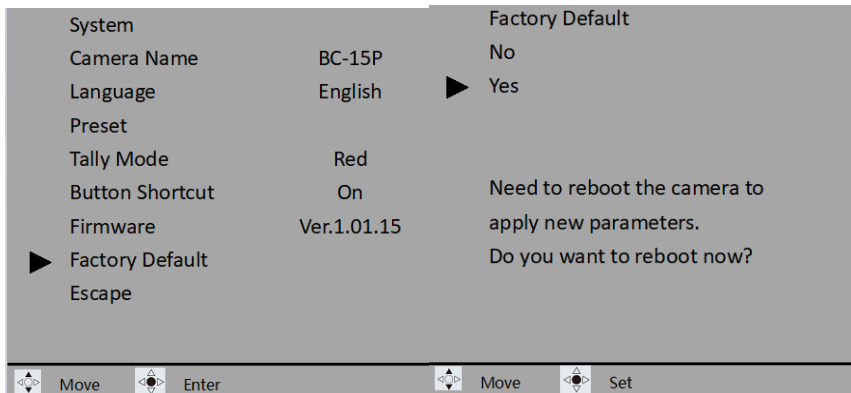 System
Camera Name BC-15P
Language English
Preset
Tally Mode Red
Button Shortcut On
Firmware Ver.1.01.15
Factory Default
Escape
Move Enter
Factory Default
No
Yes
Need to reboot the camera to
apply new parameters.
Do you want to reboot now?
Move Set